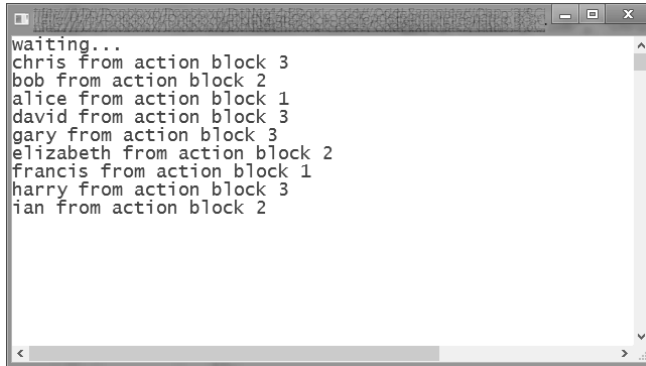 waiting...
chris from action block 3
bob from action block 2
alice from action block 1
david from action block 3
gary from action block 3
elizabeth from action block 2
francis from action block 1
harry from action block 3
ian from action block 2